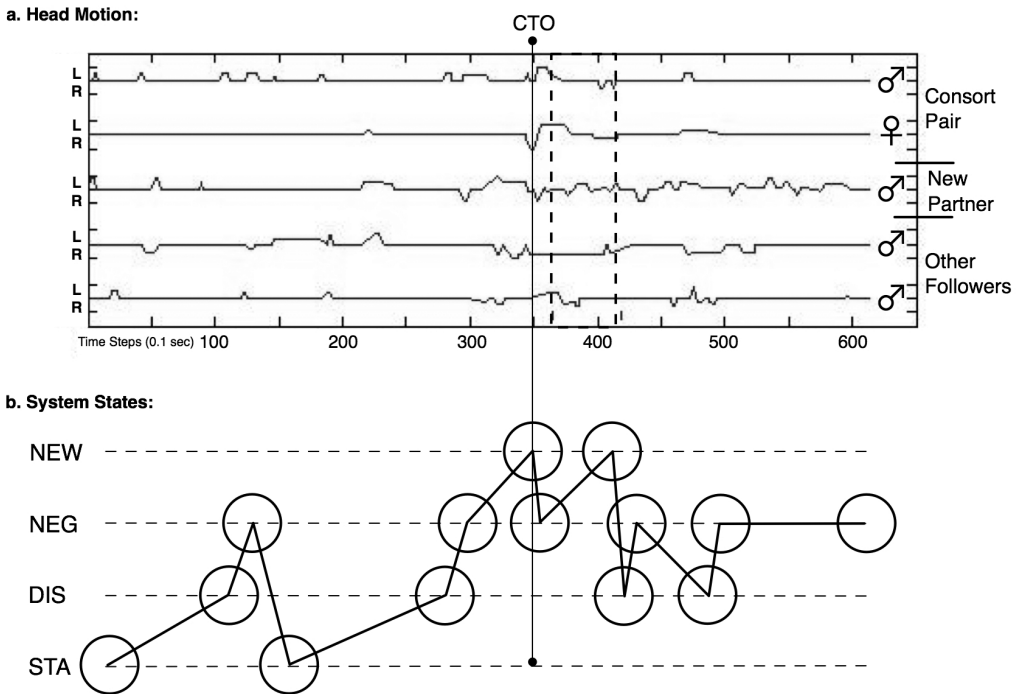 a. Head Motion:
CTO
L
R
L
R
L
R
L
R
L
R
Consort
Pair
New
Partner
Other
Followers
Time Steps (0.1 sec) 100 200 300 400 500 600
b. System States:
NEW
NEG
DIS
STA